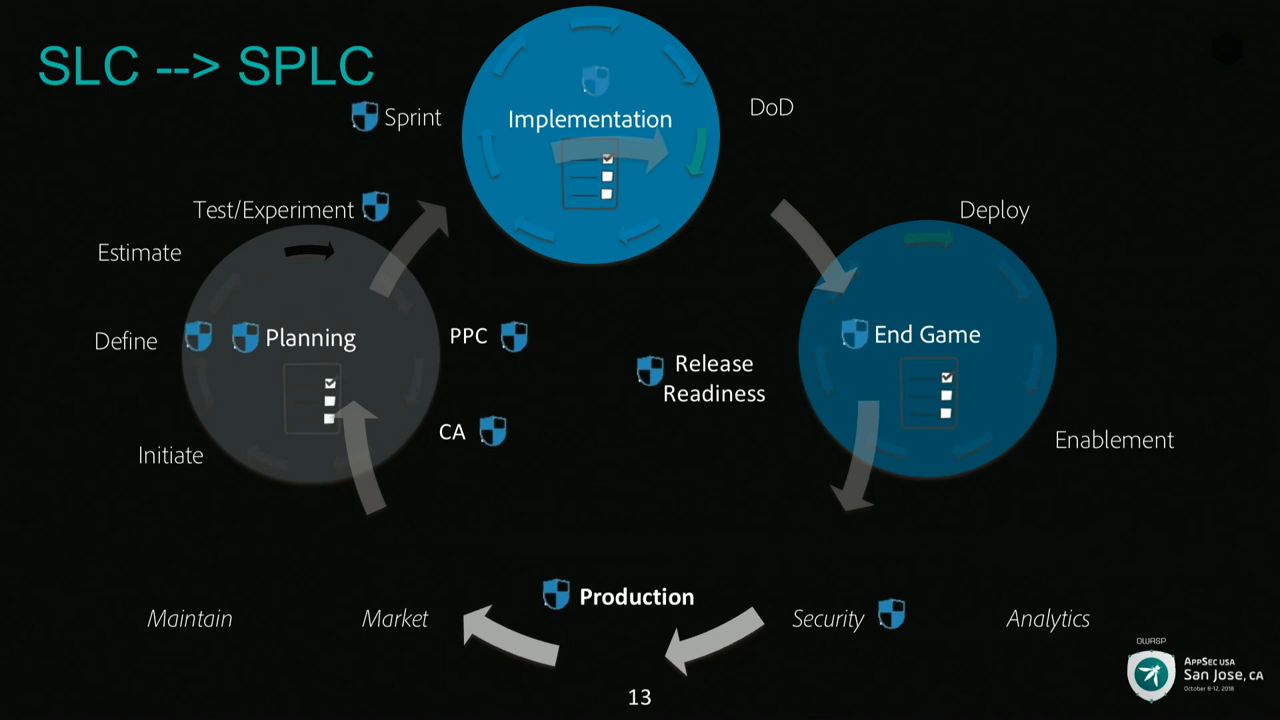 SLC --> SPLC
Sprint
Implementation
DoD
Test/Experiment
Deploy
Estimate
Define
Planning
PPC
End Game
Release
Readiness
CA
Initiate
Enablement
Production
Maintain
Market
Security
Analytics
OWASP
APPSEC USA
SAN JOSE, CA
October 8-12, 2018
13